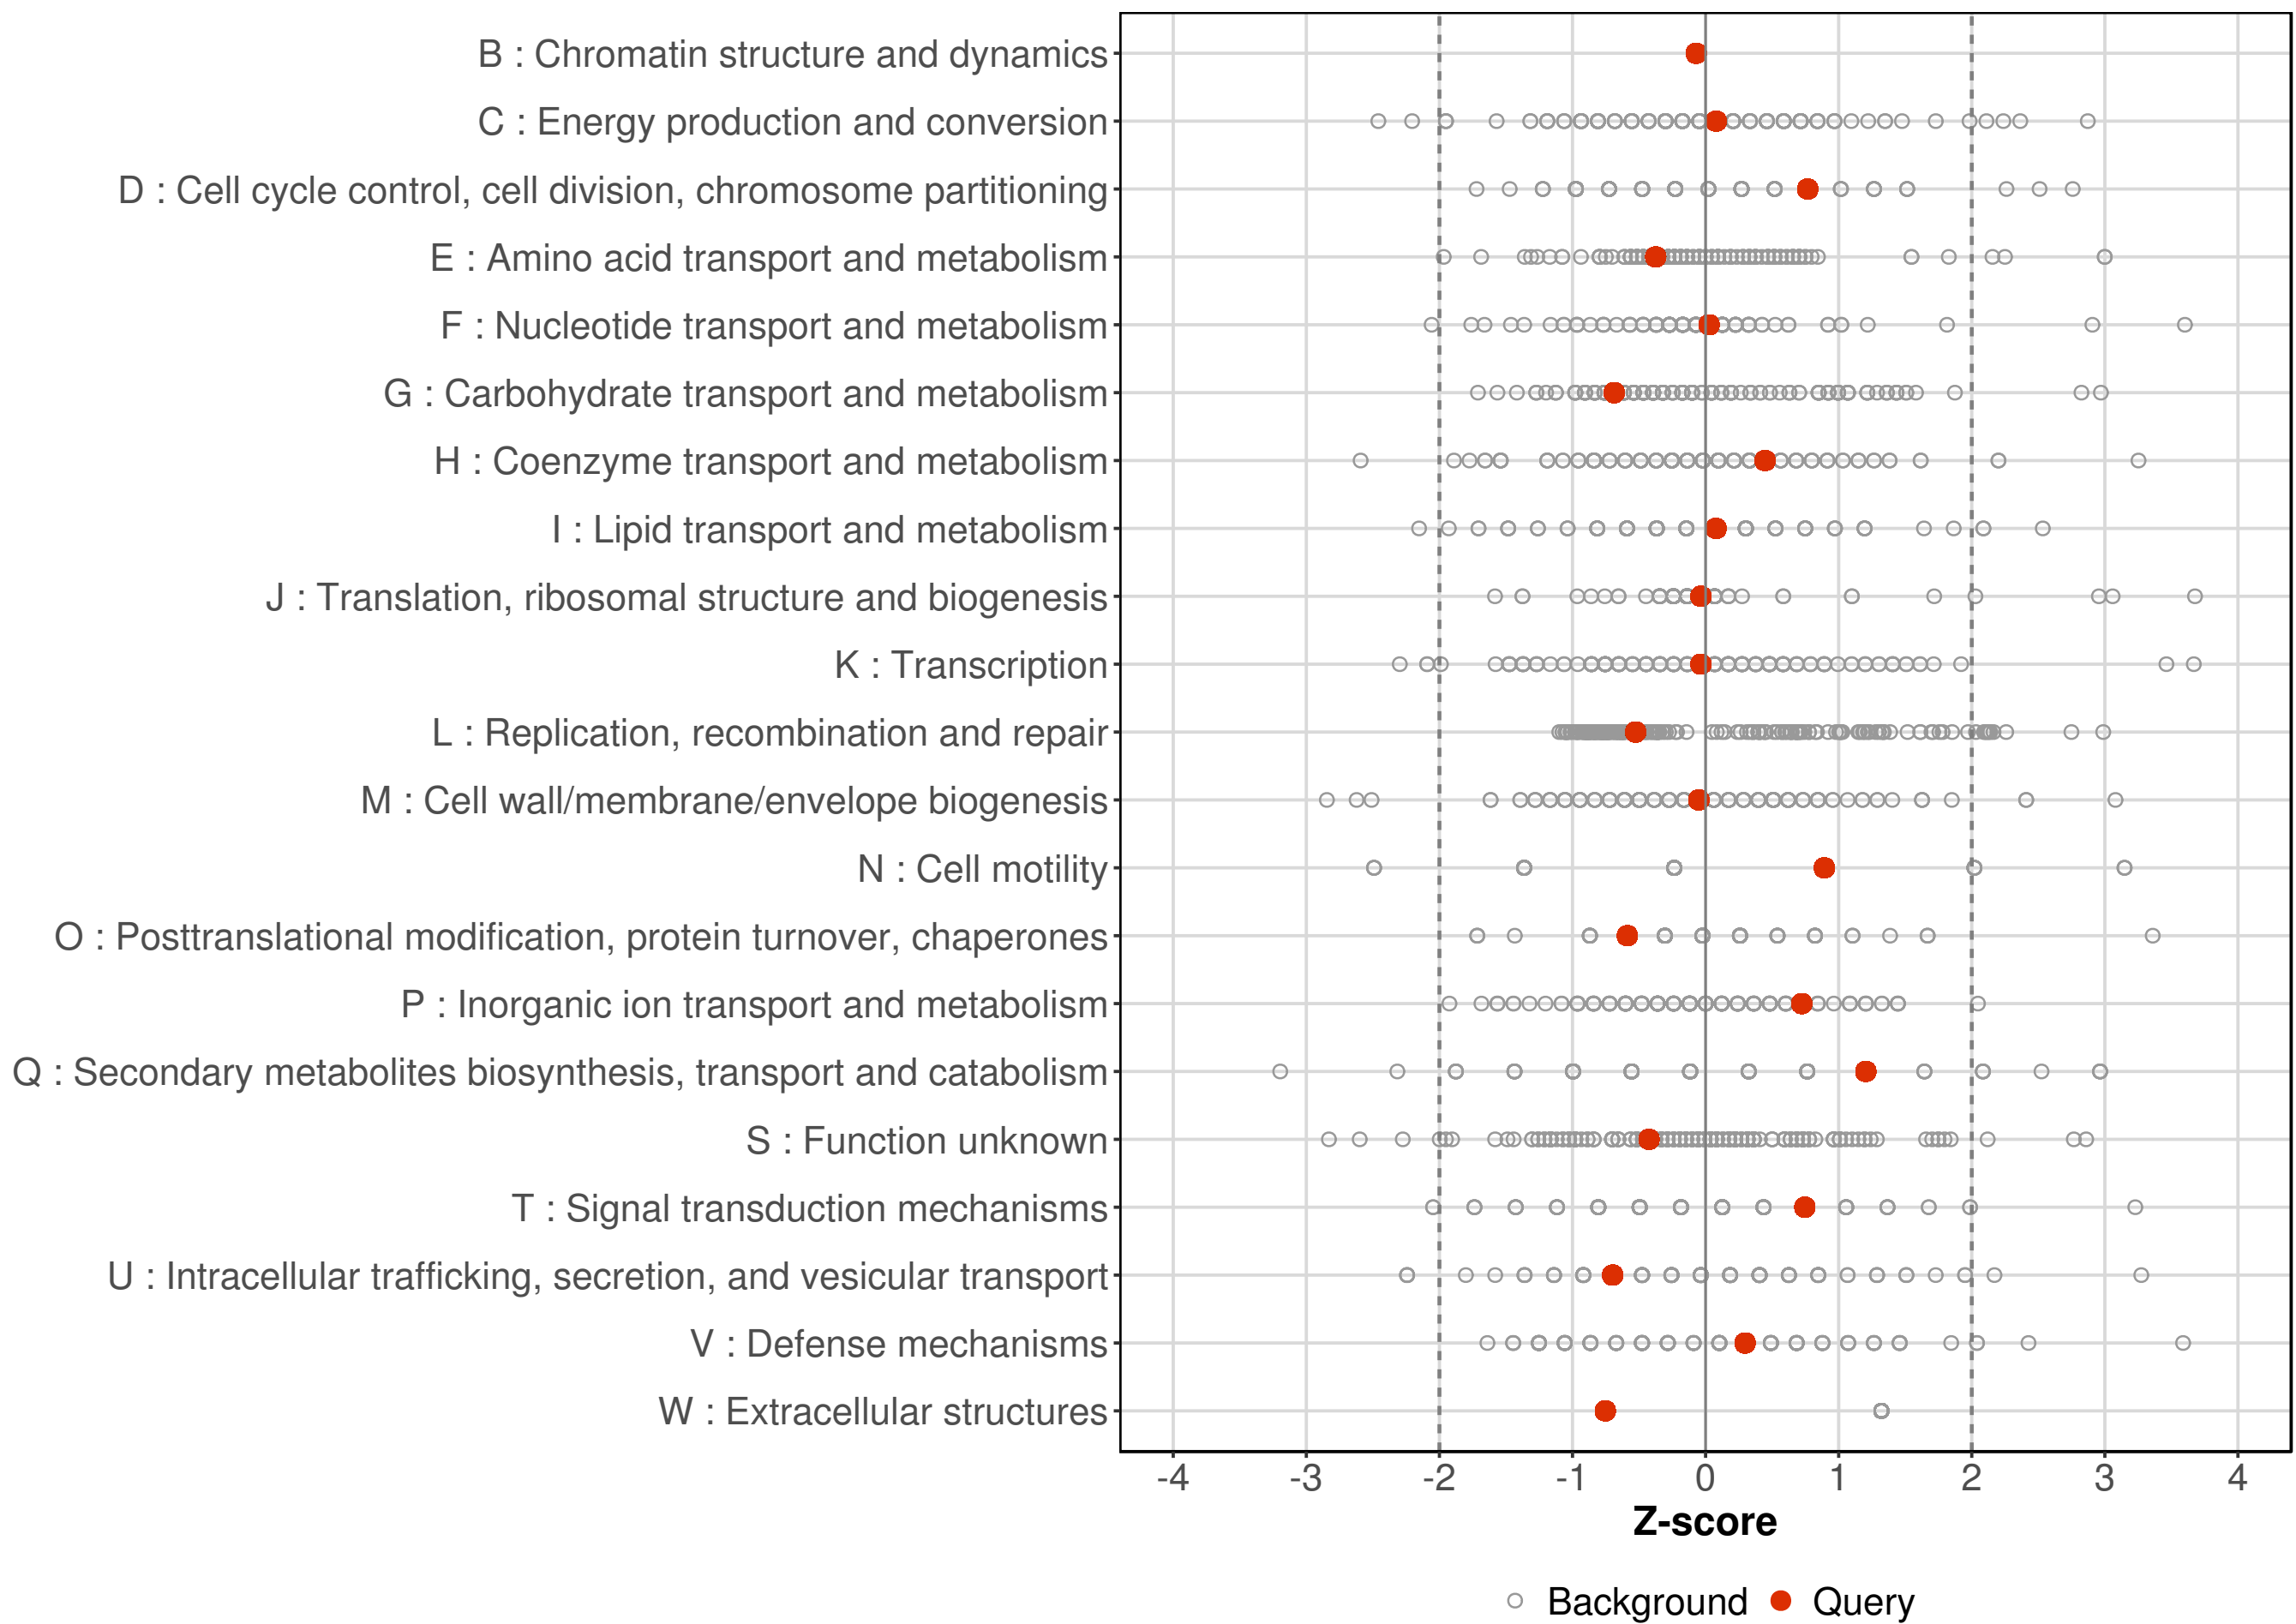 B : Chromatin structure and dynamics
C : Energy production and conversion
D : Cell cycle control, cell division, chromosome partitioning
E : Amino acid transport and metabolism
F : Nucleotide transport and metabolism
G : Carbohydrate transport and metabolism
H : Coenzyme transport and metabolism
I : Lipid transport and metabolism
J : Translation, ribosomal structure and biogenesis
K : Transcription
L : Replication, recombination and repair
M : Cell wall/membrane/envelope biogenesis
N : Cell motility
O : Posttranslational modification, protein turnover, chaperones
P : Inorganic ion transport and metabolism
Q : Secondary metabolites biosynthesis, transport and catabolism
S : Function unknown
T : Signal transduction mechanisms
U : Intracellular trafficking, secretion, and vesicular transport
V : Defense mechanisms
W : Extracellular structures
-4 -3 -2 -1 0 1 2 3 4
Z-score
Background Query